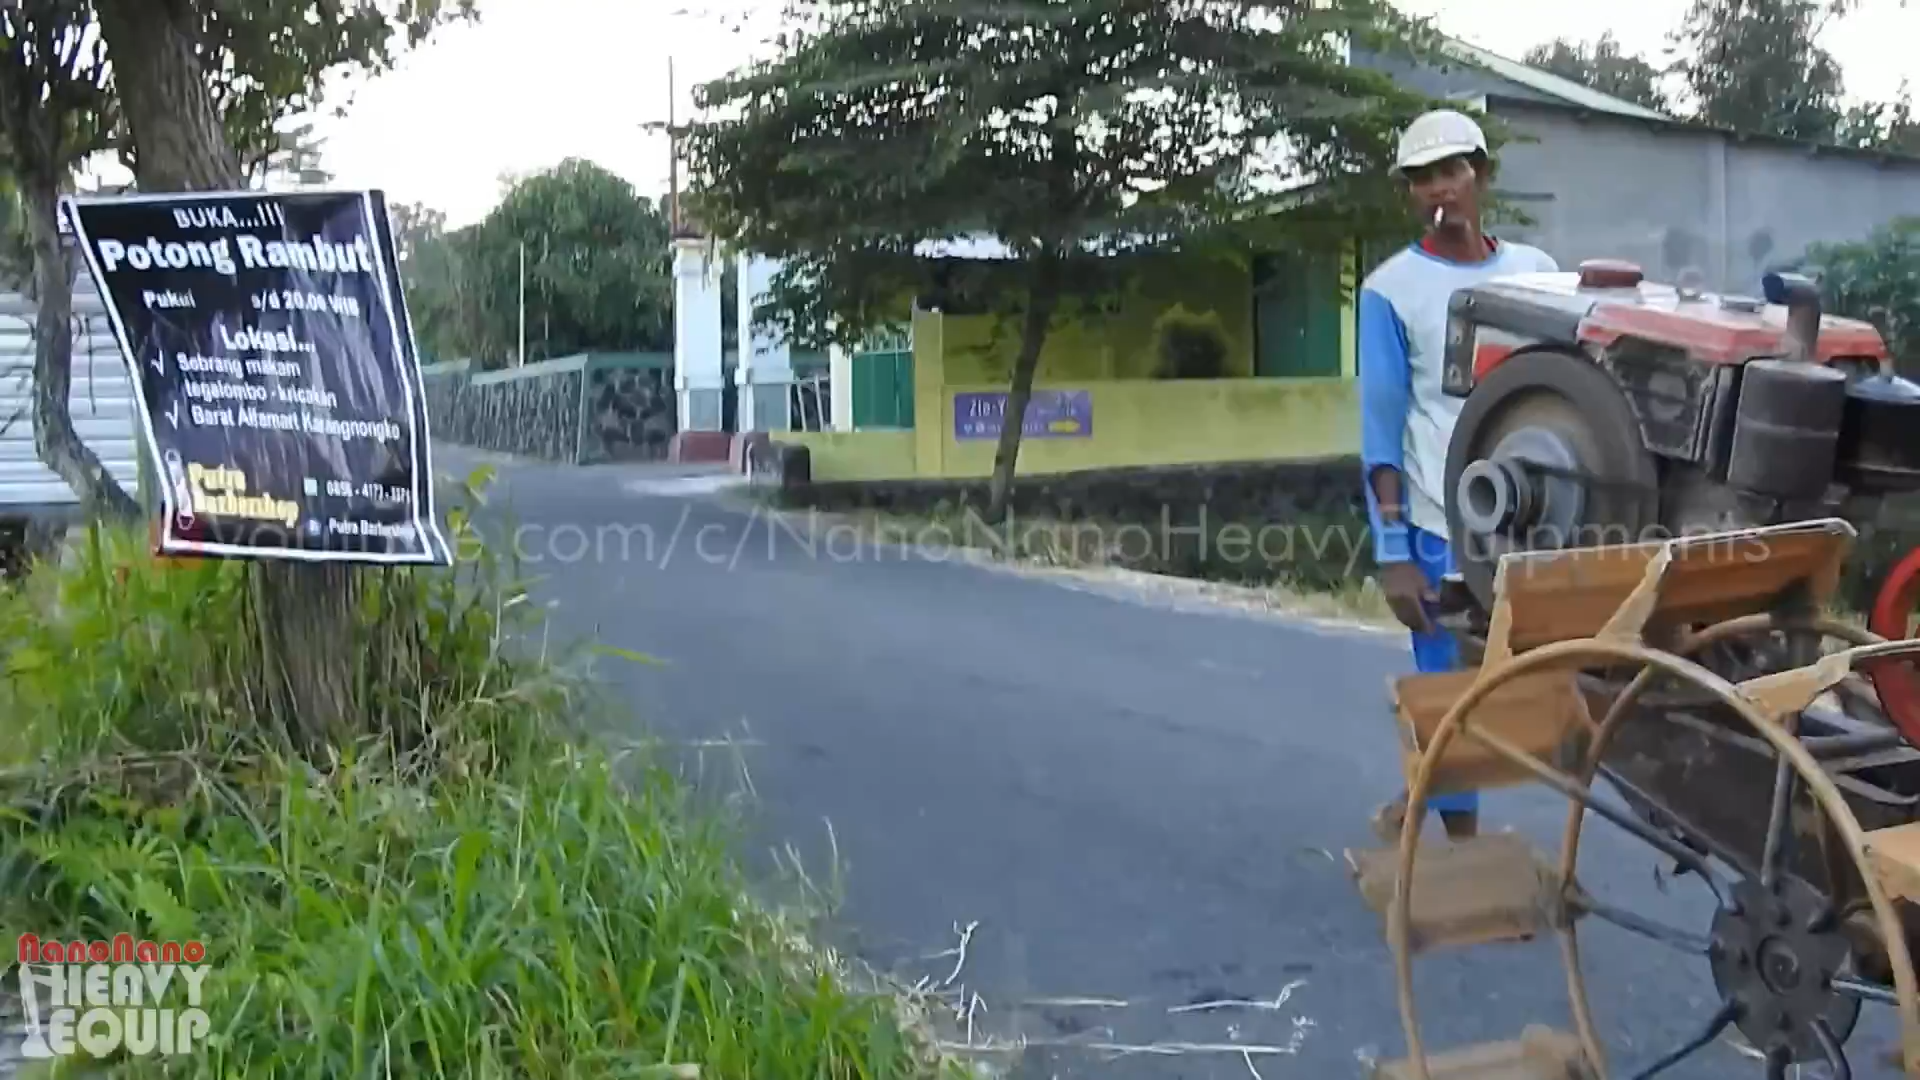 BUKA...!!!
Potong Rambut
Pukul s/d 20.00 WIB
Lokasi...
√ Sebrang makam
tegalombo - kricakan
√ Barat Alfamart Karangnongko
Putra
Barbershop
Putra Barbershop
youtube.com/c/NanoNanoHeavyEquipments
NanoNano
HEAVY
EQUIP